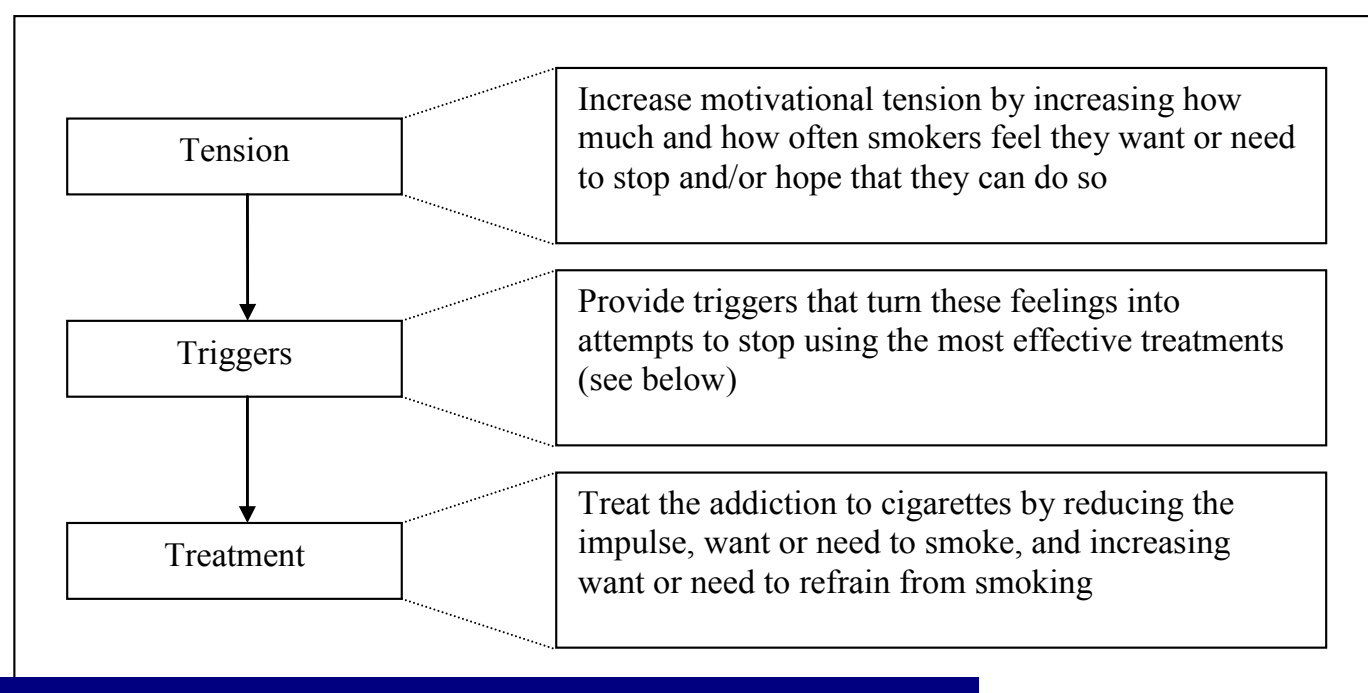 Tension
Increase motivational tension by increasing how
much and how often smokers feel they want or need
to stop and/or hope that they can do so
Triggers
Provide triggers that turn these feelings into
attempts to stop using the most effective treatments
(see below)
Treatment
Treat the addiction to cigarettes by reducing the
impulse, want or need to smoke, and increasing
want or need to refrain from smoking